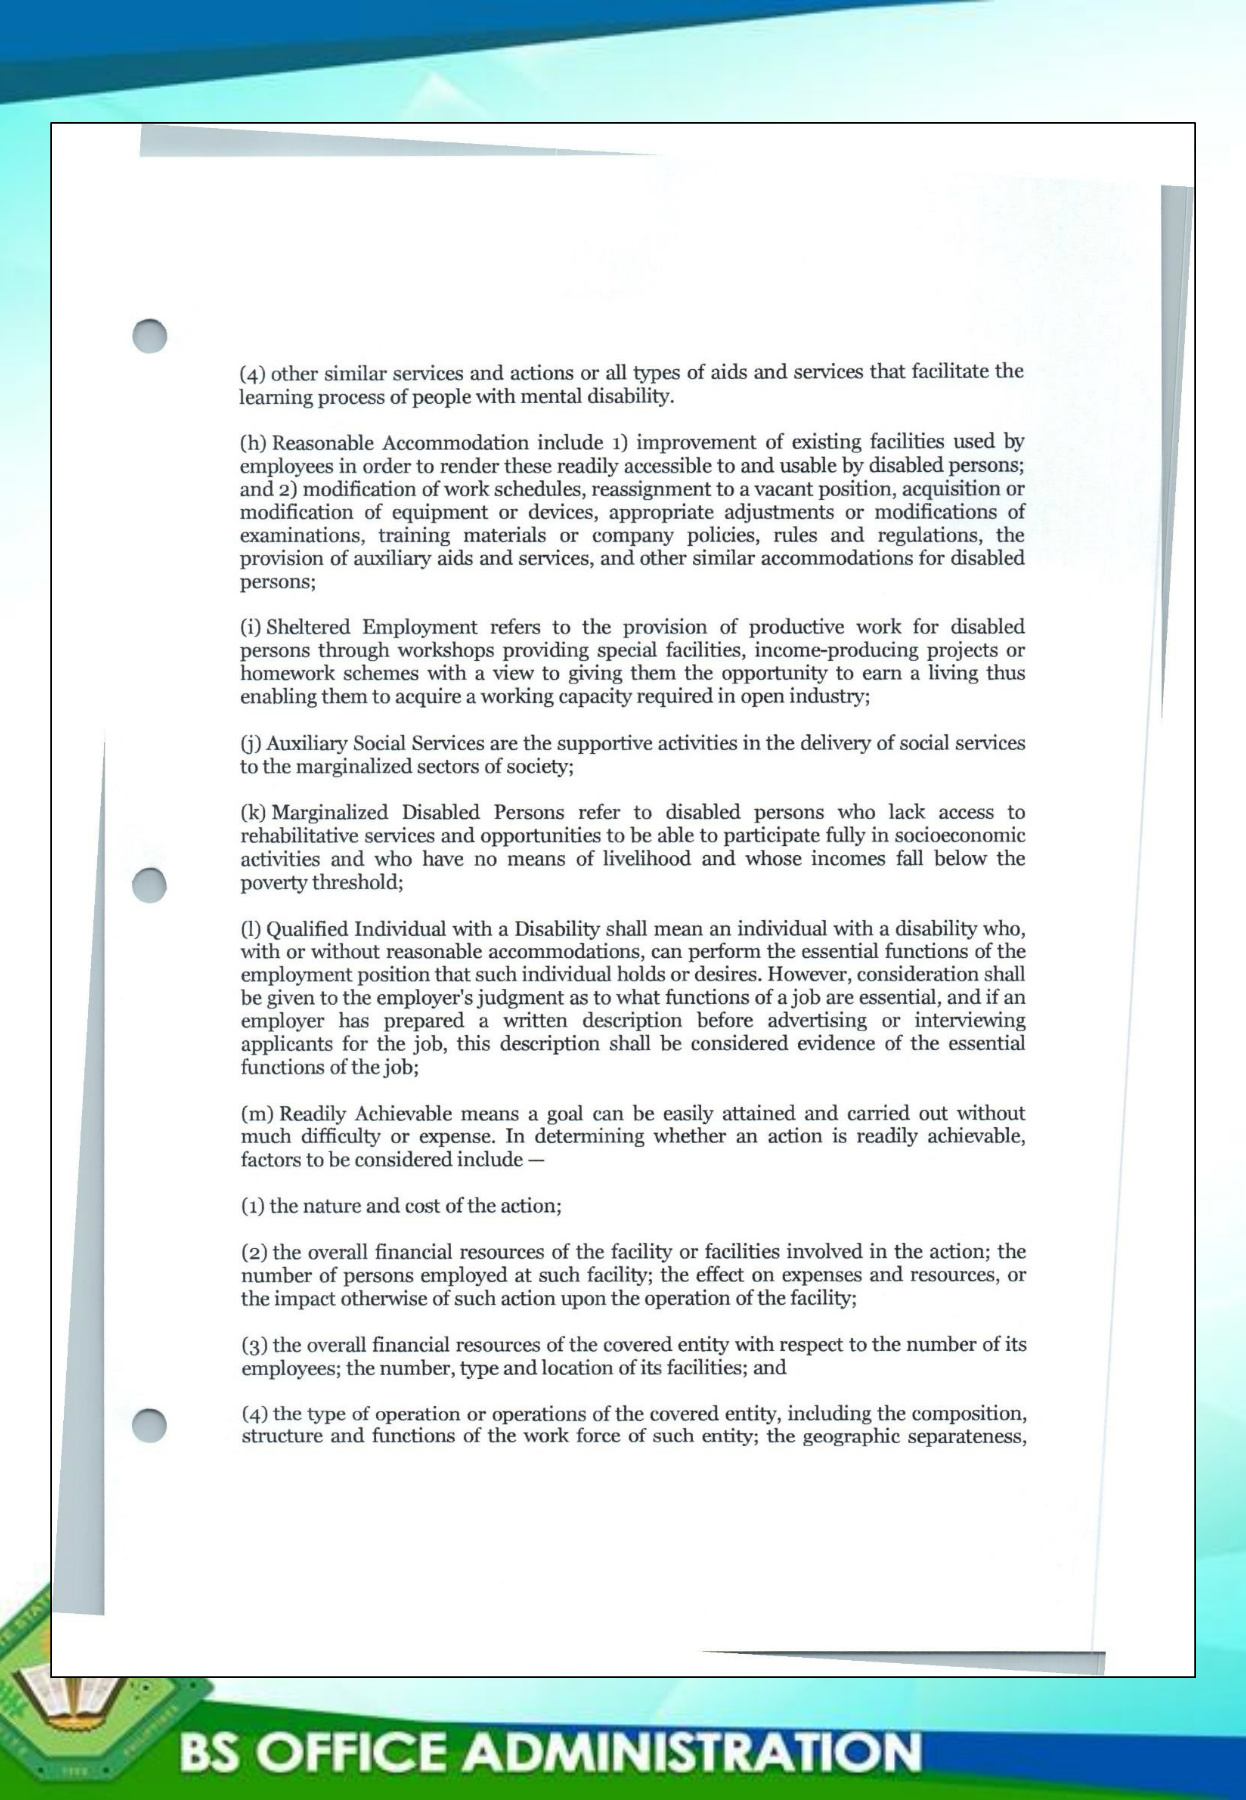 (4) other similar services and actions or all types of aids and services that facilitate the
learning process of people with mental disability.
(h) Reasonable Accommodation include 1) improvement of existing facilities used by
employees in order to render these readily accessible to and usable by disabled persons;
and 2) modification of work schedules, reassignment to a vacant position, acquisition or
modification of equipment or devices, appropriate adjustments or modifications of
examinations, training materials or company policies, rules and regulations, the
provision of auxiliary aids and services, and other similar accommodations for disabled
persons;
(i) Sheltered Employment refers to the provision of productive work for disabled
persons through workshops providing special facilities, income-producing projects or
homework schemes with a view to giving them the opportunity to earn a living thus
enabling them to acquire a working capacity required in open industry;
(j) Auxiliary Social Services are the supportive activities in the delivery of social services
to the marginalized sectors of society;
(k) Marginalized Disabled Persons refer to disabled persons who lack access to
rehabilitative services and opportunities to be able to participate fully in socioeconomic
activities and who have no means of livelihood and whose incomes fall below the
poverty threshold;
(l) Qualified Individual with a Disability shall mean an individual with a disability who,
with or without reasonable accommodations, can perform the essential functions of the
employment position that such individual holds or desires. However, consideration shall
be given to the employer's judgment as to what functions of a job are essential, and if an
employer has prepared a written description before advertising or interviewing
applicants for the job, this description shall be considered evidence of the essential
functions of the job;
(m) Readily Achievable means a goal can be easily attained and carried out without
much difficulty or expense. In determining whether an action is readily achievable,
factors to be considered include —
(1) the nature and cost of the action;
(2) the overall financial resources of the facility or facilities involved in the action; the
number of persons employed at such facility; the effect on expenses and resources, or
the impact otherwise of such action upon the operation of the facility;
(3) the overall financial resources of the covered entity with respect to the number of its
employees; the number, type and location of its facilities; and
(4) the type of operation or operations of the covered entity, including the composition,
structure and functions of the work force of such entity; the geographic separateness,
BS OFFICE ADMINISTRATION